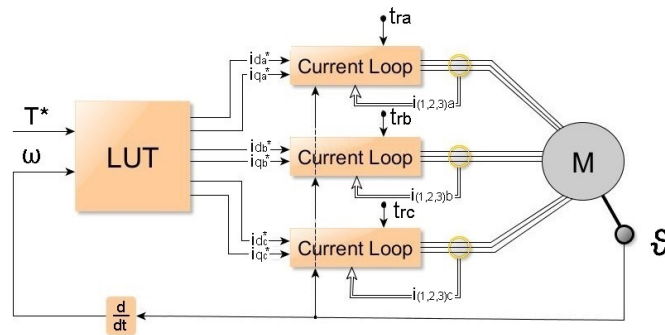 tra
ida*
iqa*
Current Loop
i(1,2,3)a
T*
ω
LUT
trb
idb*
iqb*
Current Loop
i(1,2,3)b
M
trc
idc*
iqc*
Current Loop
i(1,2,3)c
ϑ
d
dt